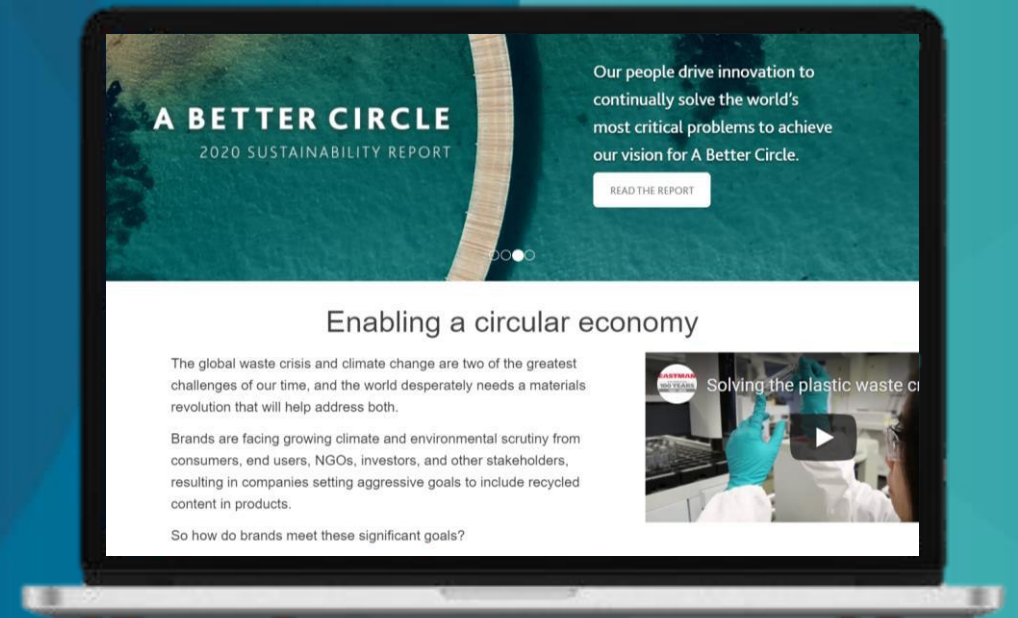 A BETTER CIRCLE
2020 SUSTAINABILITY REPORT
Our people drive innovation to
continually solve the world's
most critical problems to achieve
our vision for A Better Circle.
READ THE REPORT
Enabling a circular economy
The global waste crisis and climate change are two of the greatest
challenges of our time, and the world desperately needs a materials
revolution that will help address both.
Brands are facing growing climate and environmental scrutiny from
consumers, end users, NGOs, investors, and other stakeholders,
resulting in companies setting aggressive goals to include recycled
content in products.
So how do brands meet these significant goals?
EASTMAN
100 YEARS
Solving the plastic waste cr